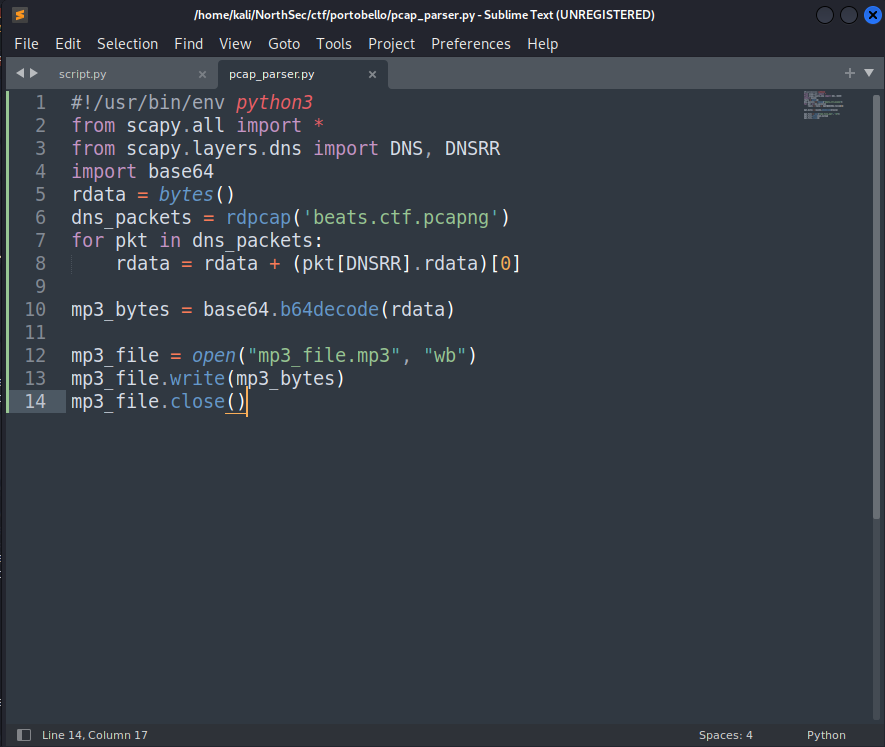 /home/kali/NorthSec/ctf/portobello/pcap_parser.py - Sublime Text (UNREGISTERED)
File Edit Selection Find View Goto Tools Project Preferences Help
script.py × pcap_parser.py ×
1 #!/usr/bin/env python3
2 from scapy.all import *
3 from scapy.layers.dns import DNS, DNSRR
4 import base64
5 rdata = bytes()
6 dns_packets = rdpcap('beats.ctf.pcapng')
7 for pkt in dns_packets:
8     rdata = rdata + (pkt[DNSRR].rdata)[0]
9
10 mp3_bytes = base64.b64decode(rdata)
11
12 mp3_file = open("mp3_file.mp3", "wb")
13 mp3_file.write(mp3_bytes)
14 mp3_file.close()
Line 14, Column 17 Spaces: 4 Python